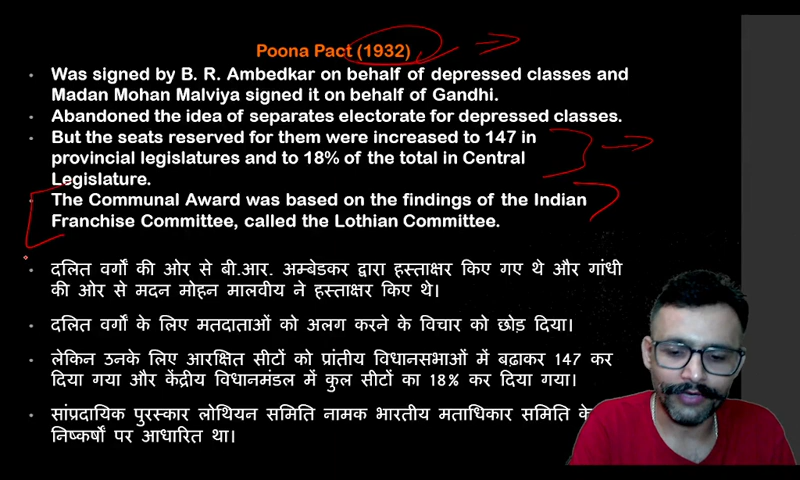 Poona Pact (1932)
• Was signed by B. R. Ambedkar on behalf of depressed classes and
Madan Mohan Malviya signed it on behalf of Gandhi.
• Abandoned the idea of separates electorate for depressed classes.
• But the seats reserved for them were increased to 147 in
provincial legislatures and to 18% of the total in Central
Legislature.
• The Communal Award was based on the findings of the Indian
Franchise Committee, called the Lothian Committee.
• दलित वर्गों की ओर से बी.आर. अम्बेडकर द्वारा हस्ताक्षर किए गए थे और गांधी
की ओर से मदन मोहन मालवीय ने हस्ताक्षर किए थे।
• दलित वर्गों के लिए मतदाताओं को अलग करने के विचार को छोड़ दिया।
• लेकिन उनके लिए आरक्षित सीटों को प्रांतीय विधानसभाओं में बढ़ाकर 147 कर
दिया गया और केंद्रीय विधानमंडल में कुल सीटों का 18% कर दिया गया।
• सांप्रदायिक पुरस्कार लोथियन समिति नामक भारतीय मताधिकार समिति के
निष्कर्षों पर आधारित था।